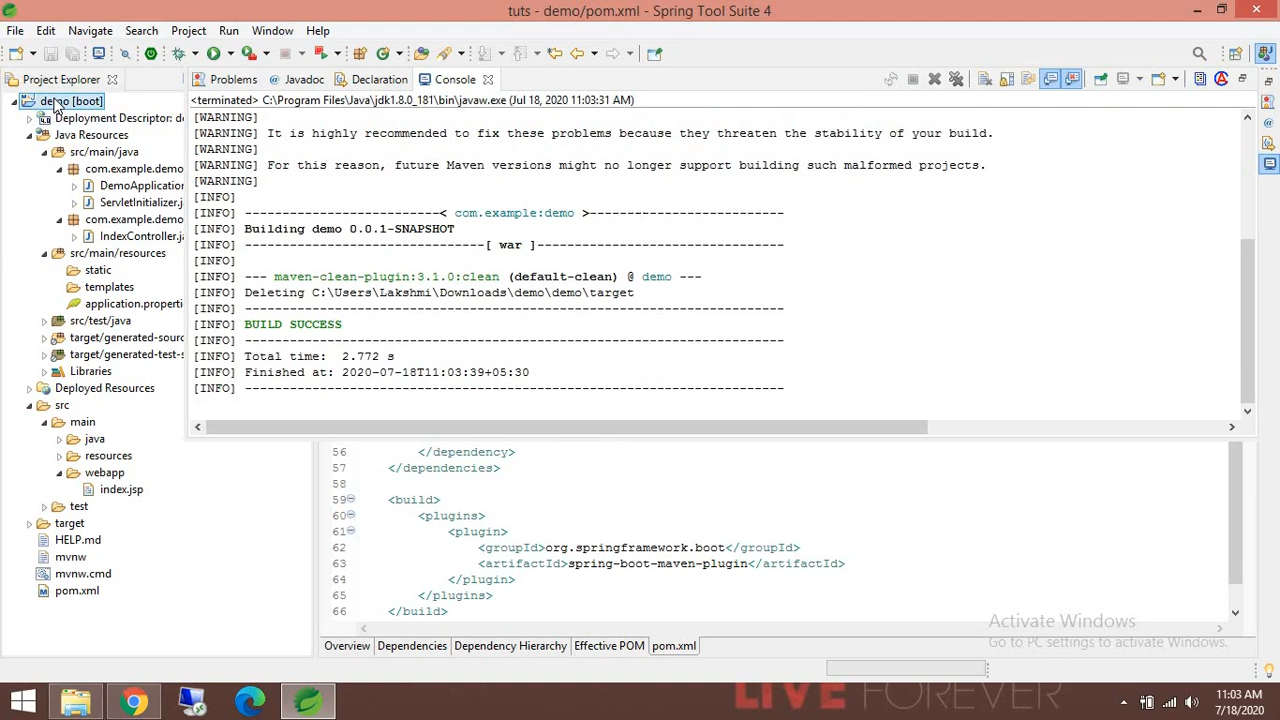 tuts - demo/pom.xml - Spring Tool Suite 4
File Edit Navigate Search Project Run Window Help
Project Explorer
Problems Javadoc Declaration Console
<terminated> C:\Program Files\Java\jdk1.8.0_181\bin\javaw.exe (Jul 18, 2020 11:03:31 AM)
demo [boot]
Deployment Descriptor: de
Java Resources
src/main/java
com.example.demo
DemoApplication
ServletInitializer.j
com.example.demo
IndexController.ja
src/main/resources
static
templates
application.properti
src/test/java
target/generated-sourc
target/generated-test-s
Libraries
Deployed Resources
src
main
java
resources
webapp
index.jsp
test
target
HELP.md
mvnw
mvnw.cmd
pom.xml
[WARNING]
[WARNING] It is highly recommended to fix these problems because they threaten the stability of your build.
[WARNING]
[WARNING] For this reason, future Maven versions might no longer support building such malformed projects.
[WARNING]
[INFO]
[INFO] ------------------------< com.example:demo >------------------------
[INFO] Building demo 0.0.1-SNAPSHOT
[INFO] --------------------------------[ war ]---------------------------------
[INFO]
[INFO] --- maven-clean-plugin:3.1.0:clean (default-clean) @ demo ---
[INFO] Deleting C:\Users\Lakshmi\Downloads\demo\demo\target
[INFO] ------------------------------------------------------------------------
[INFO] BUILD SUCCESS
[INFO] ------------------------------------------------------------------------
[INFO] Total time:  2.772 s
[INFO] Finished at: 2020-07-18T11:03:39+05:30
[INFO] ------------------------------------------------------------------------
56 </dependency>
57 </dependencies>
58
59 <build>
60 <plugins>
61 <plugin>
62 <groupId>org.springframework.boot</groupId>
63 <artifactId>spring-boot-maven-plugin</artifactId>
64 </plugin>
65 </plugins>
66 </build>
Activate Windows
Go to PC settings to activate Windows.
Overview Dependencies Dependency Hierarchy Effective POM pom.xml
LIVE FOREVER
11:03 AM
7/18/2020